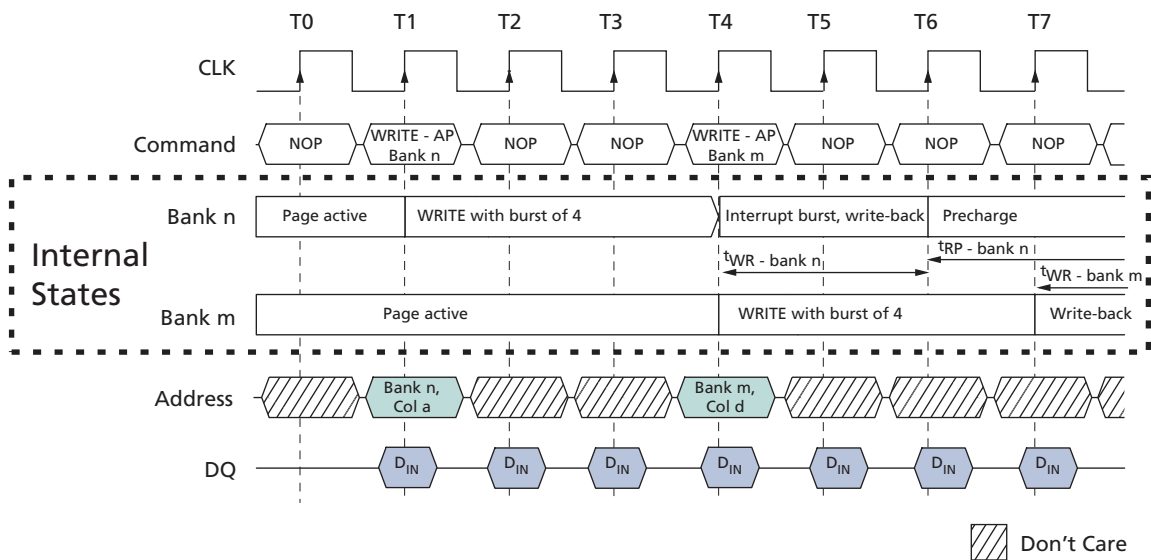 T0 T1 T2 T3 T4 T5 T6 T7
CLK
Command NOP WRITE - AP Bank n NOP NOP WRITE - AP Bank m NOP NOP NOP
Internal States
Bank n Page active WRITE with burst of 4 Interrupt burst, write-back Precharge
tWR - bank n tRP - bank n
tWR - bank m
Bank m Page active WRITE with burst of 4 Write-back
Address Bank n, Col a Bank m, Col d
DQ DIN DIN DIN DIN DIN DIN DIN
Don't Care